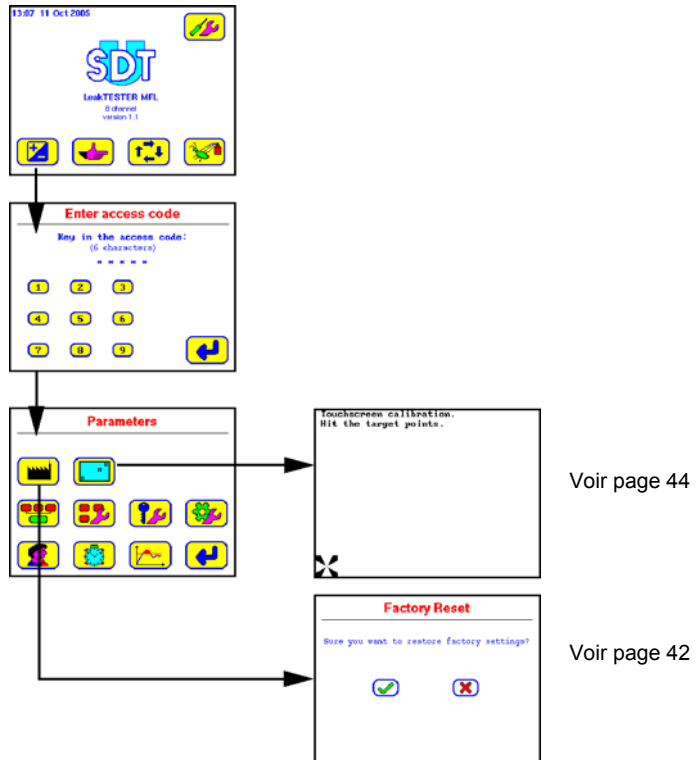 13:07 11 Oct 2005
SDT
LeakTESTER MFL
8 channel
version 1.1
Enter access code
Key in the access code:
(6 characters)
* * * * *
1 2 3
4 5 6
7 8 9
Parameters
Touchscreen calibration.
Hit the target points.
Voir page 44
Factory Reset
Sure you want to restore factory settings?
Voir page 42